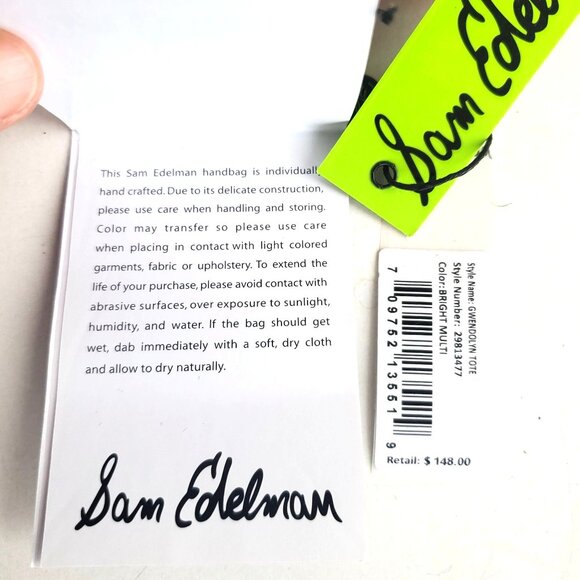 Sam Edel
This Sam Edelman handbag is individuall
hand crafted. Due to its delicate construction,
please use care when handling and storing.
Color may transfer so please use care
when placing in contact with light colored
garments, fabric or upholstery. To extend the
life of your purchase, please avoid contact with
abrasive surfaces, over exposure to sunlight,
humidity, and water. If the bag should get
wet, dab immediately with a soft, dry cloth
and allow to dry naturally.
Sam Edelman
Style Name: GWENDOLYN TOTE
Style Number: 29813477
Color:BRIGHT MULTI
7 09752 13551 9
Retail: $ 148.00